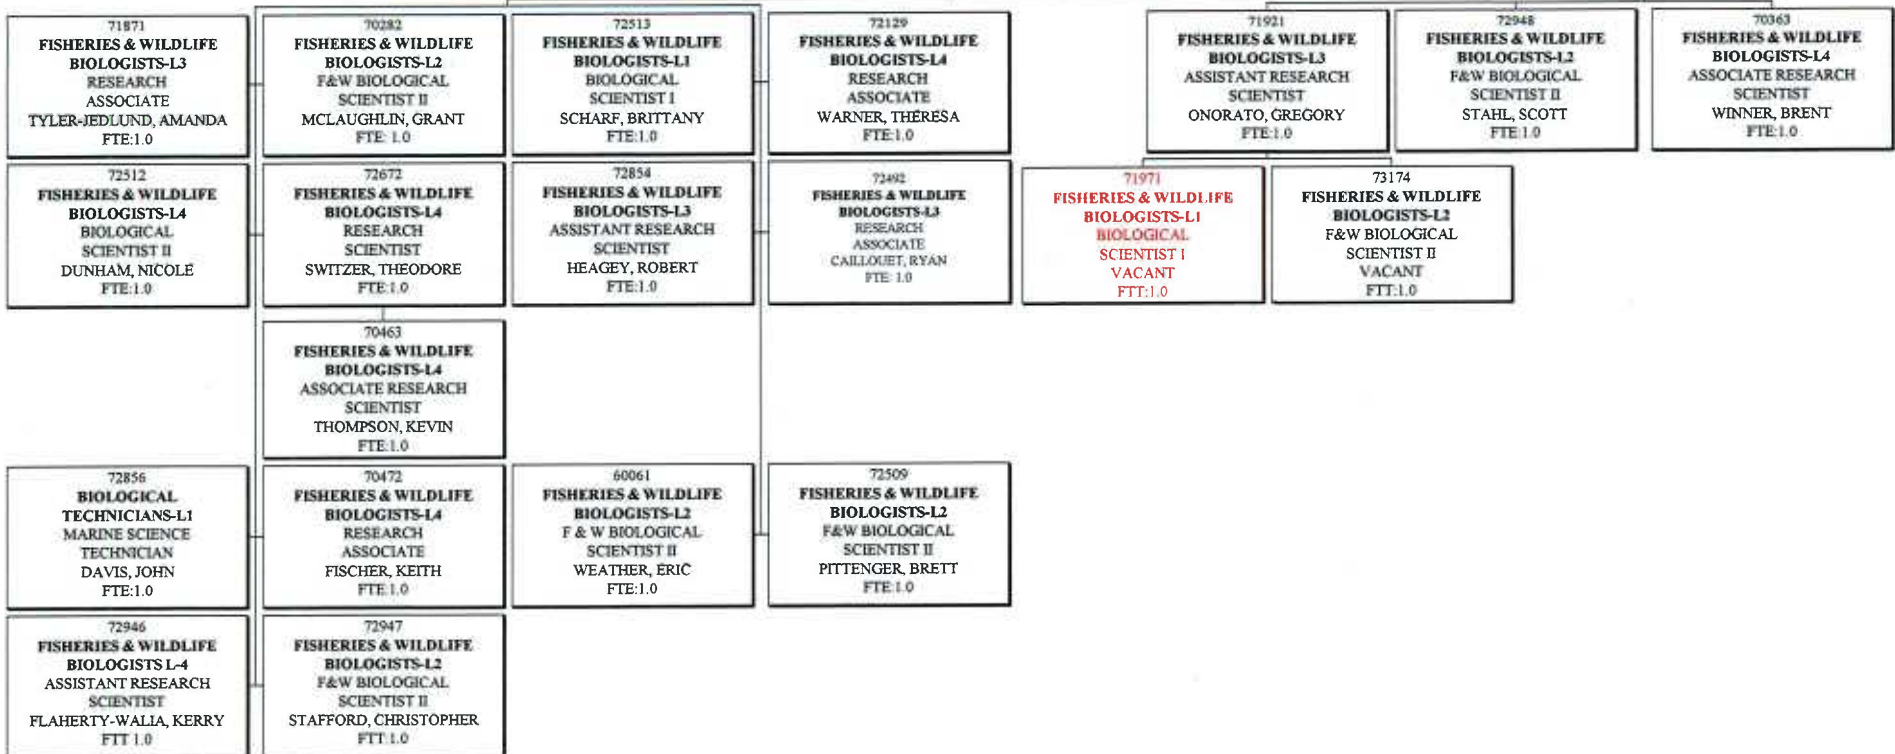 71871
FISHERIES & WILDLIFE
BIOLOGISTS-L3
RESEARCH
ASSOCIATE
TYLER-JEDLUND, AMANDA
FTE:1.0
70282
FISHERIES & WILDLIFE
BIOLOGISTS-L2
F&W BIOLOGICAL
SCIENTIST II
MCLAUGHLIN, GRANT
FTE: 1.0
72513
FISHERIES & WILDLIFE
BIOLOGISTS-L1
BIOLOGICAL
SCIENTIST I
SCHARF, BRITTANY
FTE:1.0
72129
FISHERIES & WILDLIFE
BIOLOGISTS-L4
RESEARCH
ASSOCIATE
WARNER, THERESA
FTE:1.0
71921
FISHERIES & WILDLIFE
BIOLOGISTS-L3
ASSISTANT RESEARCH
SCIENTIST
ONORATO, GREGORY
FTE:1.0
72948
FISHERIES & WILDLIFE
BIOLOGISTS-L2
F&W BIOLOGICAL
SCIENTIST II
STAHL, SCOTT
FTE:1.0
70363
FISHERIES & WILDLIFE
BIOLOGISTS-L4
ASSOCIATE RESEARCH
SCIENTIST
WINNER, BRENT
FTE:1.0
72512
FISHERIES & WILDLIFE
BIOLOGISTS-L4
BIOLOGICAL
SCIENTIST II
DUNHAM, NICOLE
FTE:1.0
72672
FISHERIES & WILDLIFE
BIOLOGISTS-L4
RESEARCH
SCIENTIST
SWITZER, THEODORE
FTE:1.0
72854
FISHERIES & WILDLIFE
BIOLOGISTS-L3
ASSISTANT RESEARCH
SCIENTIST
HEAGEY, ROBERT
FTE:1.0
72492
FISHERIES & WILDLIFE
BIOLOGISTS-L3
RESEARCH
ASSOCIATE
CAILLOUET, RYAN
FTE: 1.0
71971
FISHERIES & WILDLIFE
BIOLOGISTS-L1
BIOLOGICAL
SCIENTIST I
VACANT
FTT:1.0
73174
FISHERIES & WILDLIFE
BIOLOGISTS-L2
F&W BIOLOGICAL
SCIENTIST II
VACANT
FTT:1.0
70463
FISHERIES & WILDLIFE
BIOLOGISTS-L4
ASSOCIATE RESEARCH
SCIENTIST
THOMPSON, KEVIN
FTE:1.0
72856
BIOLOGICAL
TECHNICIANS-L1
MARINE SCIENCE
TECHNICIAN
DAVIS, JOHN
FTE:1.0
70472
FISHERIES & WILDLIFE
BIOLOGISTS-L4
RESEARCH
ASSOCIATE
FISCHER, KEITH
FTE:1.0
60061
FISHERIES & WILDLIFE
BIOLOGISTS-L2
F & W BIOLOGICAL
SCIENTIST II
WEATHER, ERIC
FTE:1.0
72509
FISHERIES & WILDLIFE
BIOLOGISTS-L2
F&W BIOLOGICAL
SCIENTIST II
PITTENGER, BRETT
FTE:1.0
72946
FISHERIES & WILDLIFE
BIOLOGISTS L-4
ASSISTANT RESEARCH
SCIENTIST
FLAHERTY-WALIA, KERRY
FTT 1.0
72947
FISHERIES & WILDLIFE
BIOLOGISTS-L2
F&W BIOLOGICAL
SCIENTIST II
STAFFORD, CHRISTOPHER
FTT:1.0